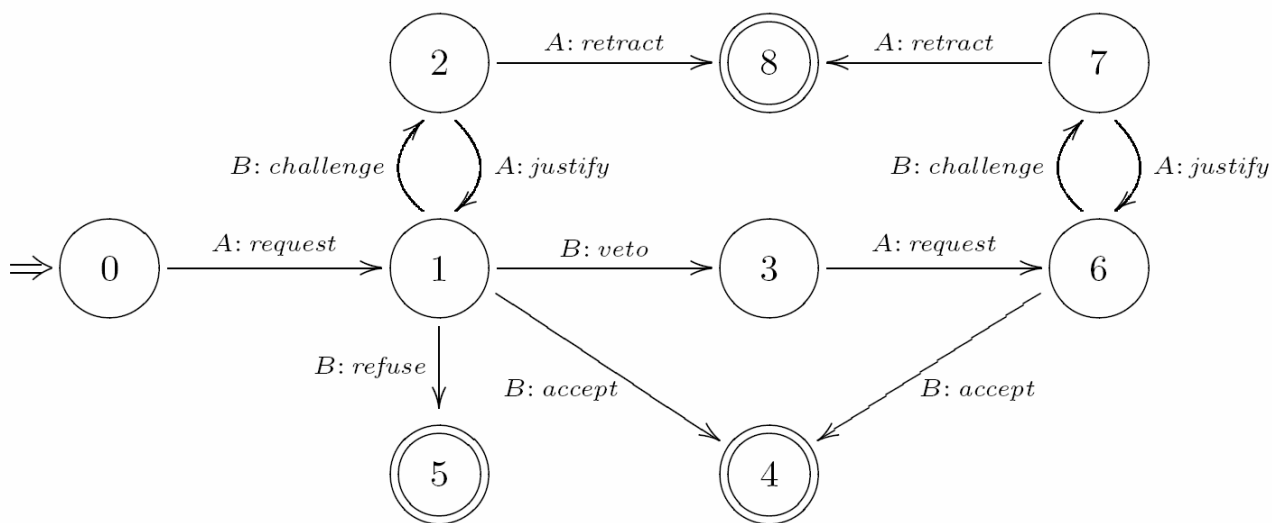 2
A: retract
8
A: retract
7
B: challenge
A: justify
B: challenge
A: justify
0
A: request
1
B: veto
3
A: request
6
B: refuse
B: accept
B: accept
5
4